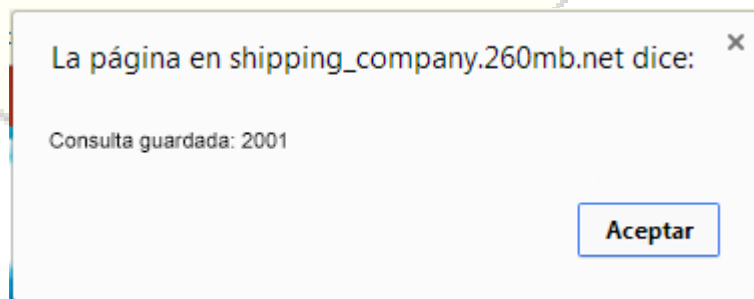 La página en shipping_company.260mb.net dice:
Consulta guardada: 2001
Aceptar